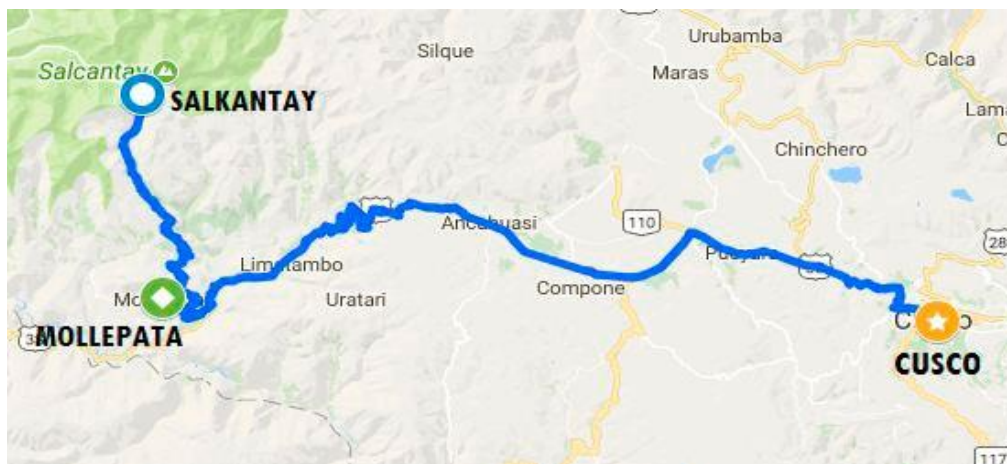 Urubamba
Silque
Calca
Salcantay
Maras
SALKANTAY
Chinchero
110
Ancahuasi
Limatambo
Compone
Uratari
MOLLEPATA
CUSCO
117